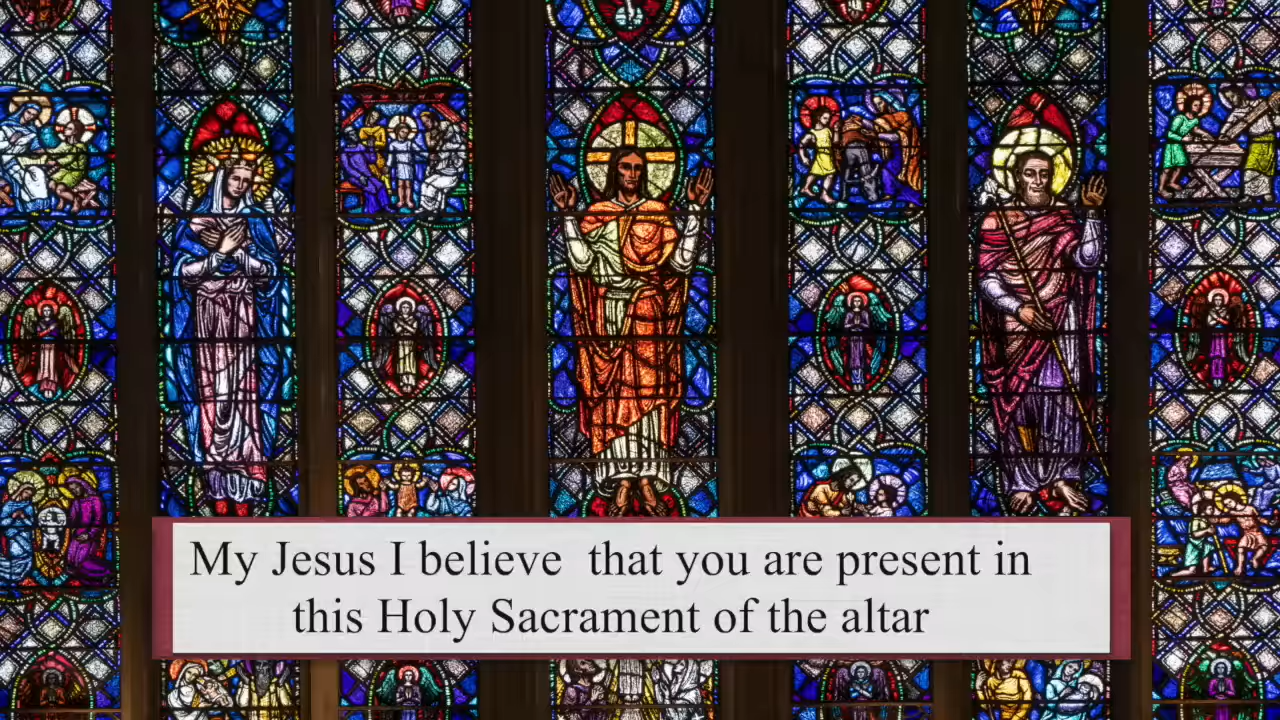 My Jesus I believe  that you are present in
this Holy Sacrament of the altar